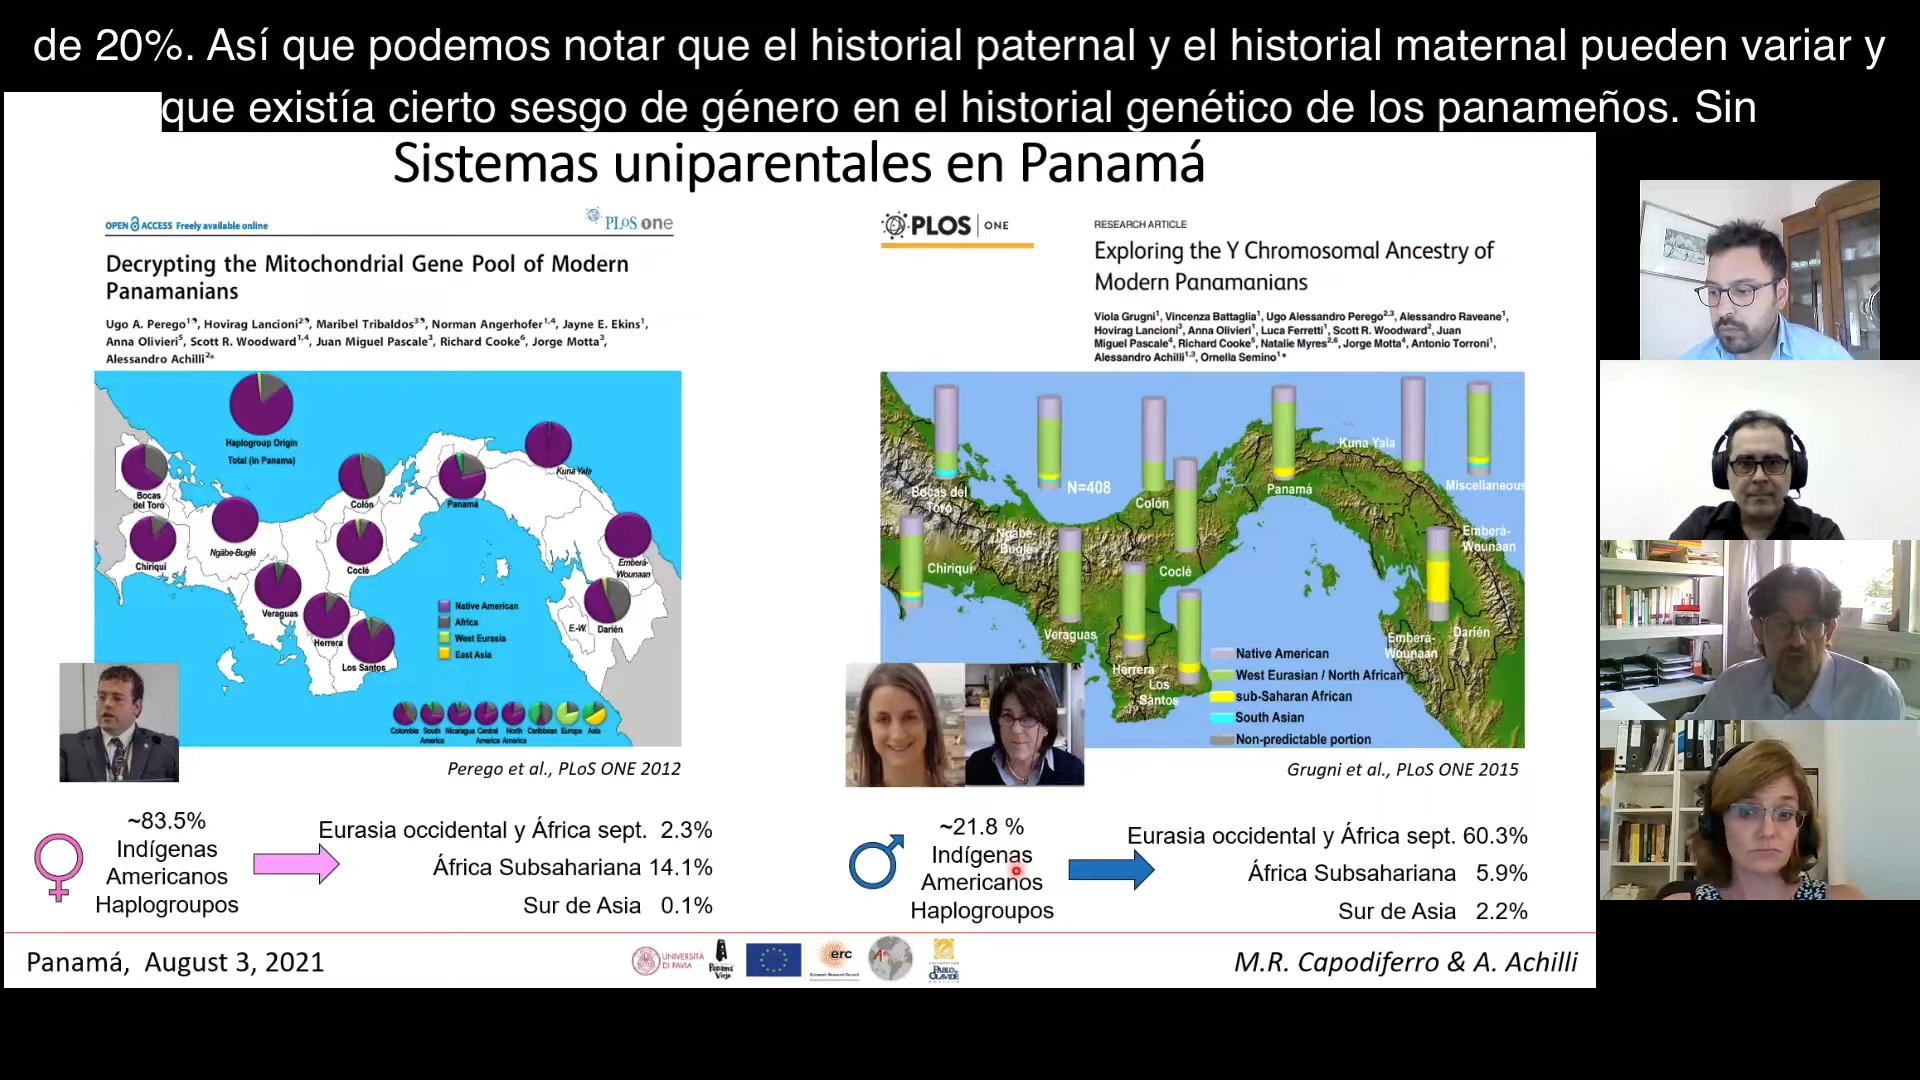 de 20%. Así que podemos notar que el historial paternal y el historial maternal pueden variar y
que existía cierto sesgo de género en el historial genético de los panameños. Sin
Sistemas uniparentales en Panamá
OPEN ACCESS Freely available online
PLoS one
Decrypting the Mitochondrial Gene Pool of Modern
Panamanians
Ugo A. Perego1,9, Hovirag Lancioni2,9, Maribel Tribaldos3,9, Norman Angerhofer1,4, Jayne E. Ekins1,
Anna Olivieri5, Scott R. Woodward1,4, Juan Miguel Pascale3, Richard Cooke6, Jorge Motta3,
Alessandro Achilli2*
Haplogroup Origin
Total (in Panama)
Bocas
del Toro
Chiriquí
Ngäbe-Buglé
Colón
Coclé
Panamá
Kuna Yala
Veraguas
Herrera
Los Santos
Emberá-
Wounaan
E.-W.
Darién
Native American
Africa
West Eurasia
East Asia
Colombia
South
America
Nicaragua
Central
America
North
America
Caribbean
Europe
Asia
Perego et al., PLoS ONE 2012
~83.5%
Indígenas
Americanos
Haplogroupos
Eurasia occidental y África sept. 2.3%
África Subsahariana 14.1%
Sur de Asia 0.1%
PLOS ONE
RESEARCH ARTICLE
Exploring the Y Chromosomal Ancestry of
Modern Panamanians
Viola Grugni1, Vincenza Battaglia1, Ugo Alessandro Perego2,3, Alessandro Raveane1,
Hovirag Lancioni3, Anna Olivieri1, Luca Ferretti1, Scott R. Woodward2, Juan
Miguel Pascale4, Richard Cooke5, Natalie Myres2,6, Jorge Motta4, Antonio Torroni1,
Alessandro Achilli1,3, Ornella Semino1*
Bocas del
Toro
N=408
Colón
Panamá
Kuna Yala
Miscellaneous
Ngäbe-
Buglé
Chiriquí
Coclé
Veraguas
Herrera
Los
Santos
Emberá-
Wounaan
Emberá-
Wounaan
Darién
Native American
West Eurasian / North African
sub-Saharan African
South Asian
Non-predictable portion
Grugni et al., PLoS ONE 2015
~21.8 %
Indígenas
Americanos
Haplogroupos
Eurasia occidental y África sept. 60.3%
África Subsahariana 5.9%
Sur de Asia 2.2%
Panamá, August 3, 2021
UNIVERSITÀ
DI PAVIA
Panamá
Viejo
erc
PABLO
OLAVIDE
M.R. Capodiferro & A. Achilli